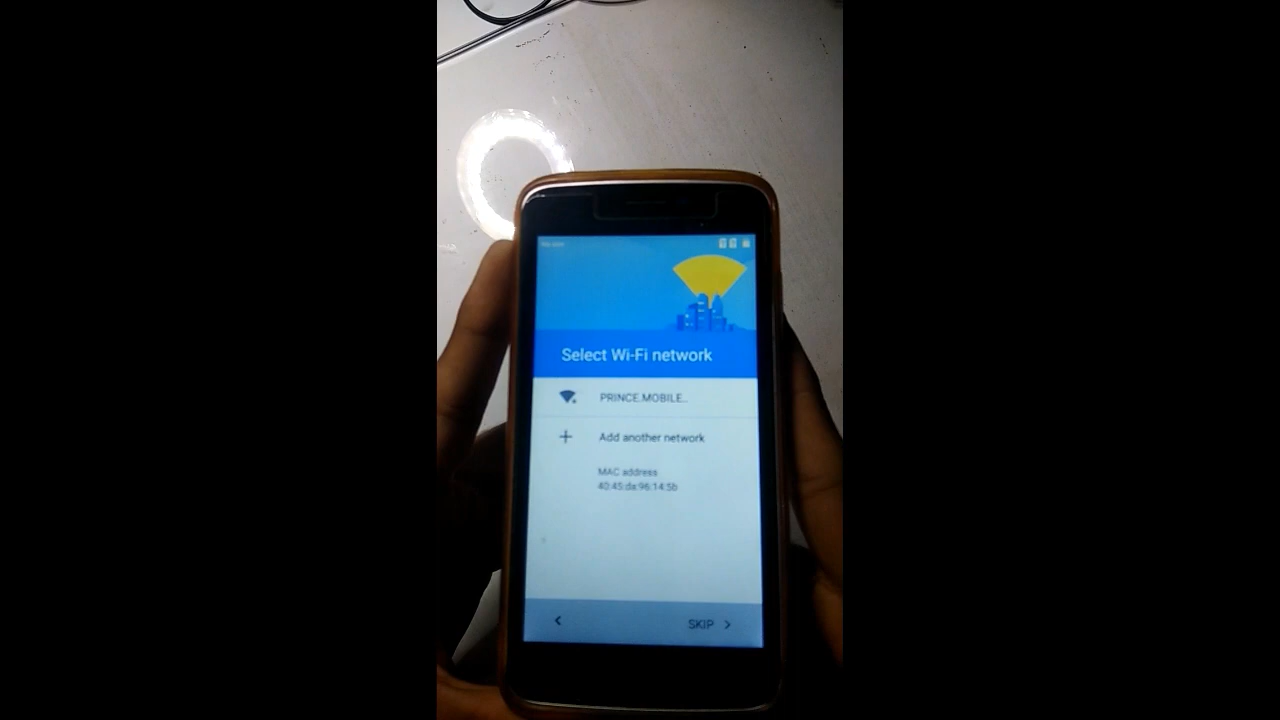 Select Wi-Fi network
PRINCE.MOBILE..
Add another network
MAC address
40:45:da:96:14:5b
SKIP